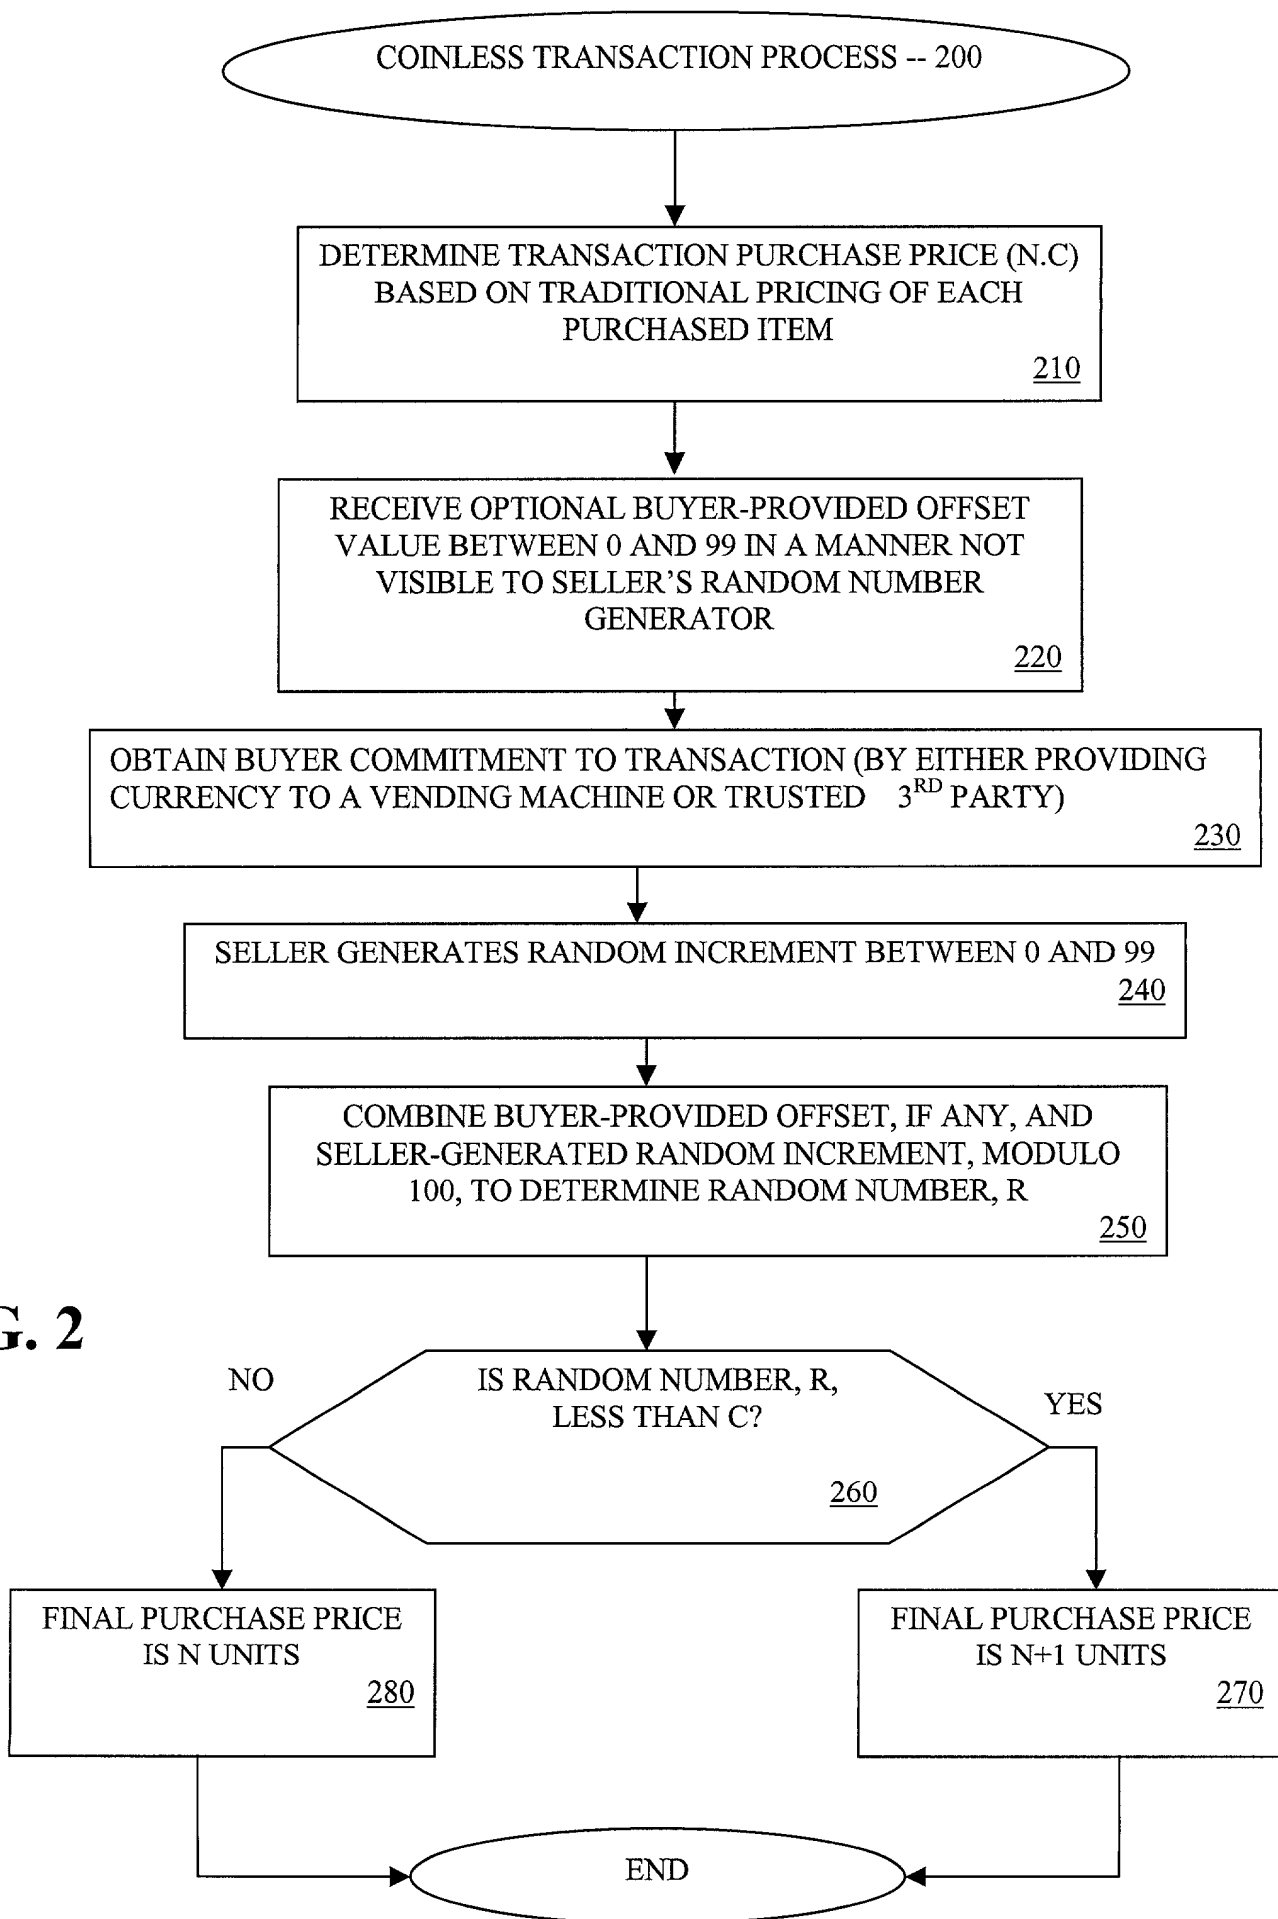 COINLESS TRANSACTION PROCESS -- 200
DETERMINE TRANSACTION PURCHASE PRICE (N.C)
BASED ON TRADITIONAL PRICING OF EACH
PURCHASED ITEM
210
RECEIVE OPTIONAL BUYER-PROVIDED OFFSET
VALUE BETWEEN 0 AND 99 IN A MANNER NOT
VISIBLE TO SELLER'S RANDOM NUMBER
GENERATOR
220
OBTAIN BUYER COMMITMENT TO TRANSACTION (BY EITHER PROVIDING
CURRENCY TO A VENDING MACHINE OR TRUSTED 3RD PARTY)
230
SELLER GENERATES RANDOM INCREMENT BETWEEN 0 AND 99
240
COMBINE BUYER-PROVIDED OFFSET, IF ANY, AND
SELLER-GENERATED RANDOM INCREMENT, MODULO
100, TO DETERMINE RANDOM NUMBER, R
250
G. 2
NO
IS RANDOM NUMBER, R,
LESS THAN C?
YES
260
FINAL PURCHASE PRICE
IS N UNITS
280
FINAL PURCHASE PRICE
IS N+1 UNITS
270
END